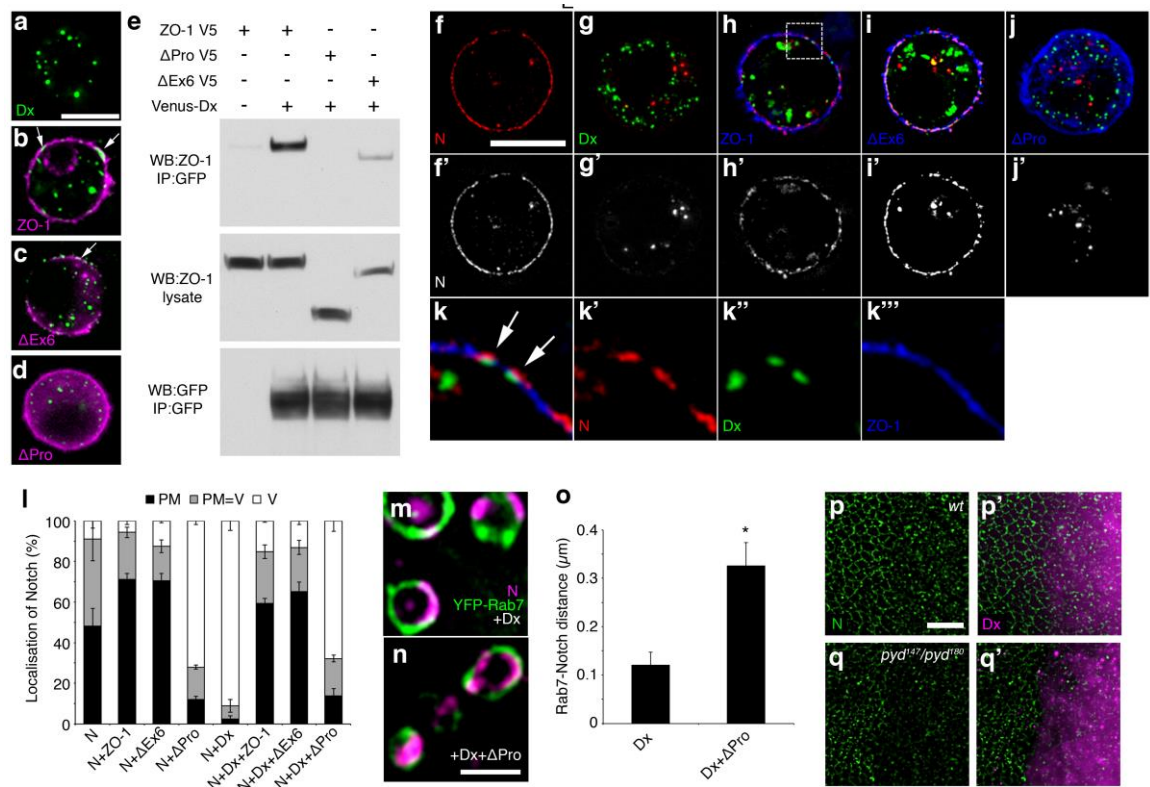 a
Dx
b
ZO-1
c
ΔEx6
d
ΔPro
e
ZO-1 V5 + + - -
ΔPro V5 - - + -
ΔEx6 V5 - - - +
Venus-Dx - + + +
WB:ZO-1
IP:GFP
WB:ZO-1
lysate
WB:GFP
IP:GFP
f
N
g
Dx
h
ZO-1
i
ΔEx6
j
ΔPro
f'
N
g'
h'
i'
j'
k
k'
N
k''
Dx
k'''
ZO-1
l
PM PM=V V
Localisation of Notch (%)
100
80
60
40
20
0
N
N+ZO-1
N+ΔEx6
N+ΔPro
N+Dx
N+Dx+ZO-1
N+Dx+ΔEx6
N+Dx+ΔPro
m
N
YFP-Rab7
+Dx
n
+Dx+ΔPro
o
*
Rab7-Notch distance (µm)
0.4
0.3
0.2
0.1
0
Dx
Dx+ΔPro
p
wt
N
p'
Dx
q
pyd¹⁴⁷/pyd¹⁸⁰
q'